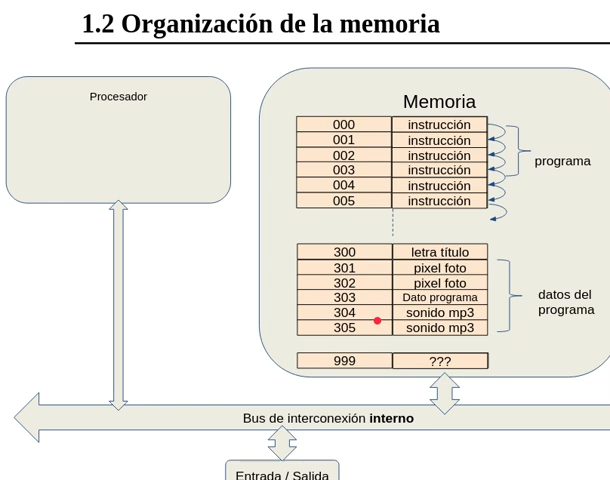 1.2 Organización de la memoria
Procesador
Memoria
000 instrucción
001 instrucción
002 instrucción
003 instrucción
004 instrucción
005 instrucción
programa
300 letra título
301 pixel foto
302 pixel foto
303 Dato programa
304 sonido mp3
305 sonido mp3
datos del
programa
999 ???
Bus de interconexión interno
Entrada / Salida